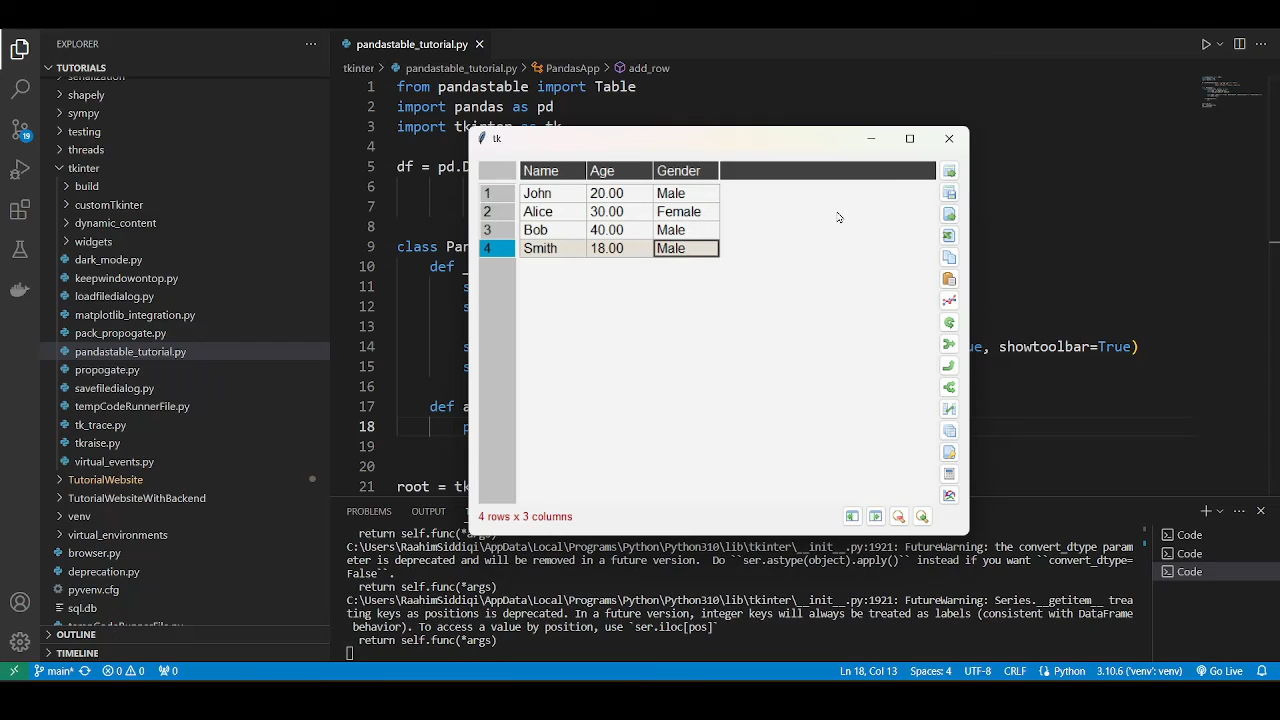 EXPLORER
TUTORIALS
serialization
shapely
sympy
testing
threads
tkinter
build
customTkinter
dynamic_content
widgets
dark_mode.py
keepwindowontop.py
loadfiledialog.py
matplotlib_integration.py
pack_propogate.py
pandastable_tutorial.py
propogate.py
savefiledialog.py
tempCodeRunnerFile.py
tk_trace.py
tkraise.py
virtual_events.py
TutorialWebsite
TutorialWebsiteWithBackend
venv
virtual_environments
browser.py
deprecation.py
pyvenv.cfg
sql.db
tempCodeRunnerFile.py
OUTLINE
TIMELINE
19
pandastable_tutorial.py
tkinter > pandastable_tutorial.py > PandasApp > add_row
1 from pandastable import Table
2 import pandas as pd
3 import tkinter as tk
4
5 df = pd.D
6
7
8
9 class Pan
10 def _
11 s
12 s
13
14 s ue, showtoolbar=True)
15 s
16
17 def a
18 p
19
20
21 root = tk
tk
Name Age Gender
1 John 20.00 Male
2 Alice 30.00 Female
3 Bob 40.00 Male
4 Smith 18.00 Male
4 rows x 3 columns
PROBLEMS OUTPUT
return self.func(*args)
C:\Users\RaahimSiddiqi\AppData\Local\Programs\Python\Python310\lib\tkinter\__init__.py:1921: FutureWarning: the convert_dtype param
eter is deprecated and will be removed in a future version.  Do ``ser.astype(object).apply()`` instead if you want ``convert_dtype=
False``.
return self.func(*args)
C:\Users\RaahimSiddiqi\AppData\Local\Programs\Python\Python310\lib\tkinter\__init__.py:1921: FutureWarning: Series.__getitem__ trea
ting keys as positions is deprecated. In a future version, integer keys will always be treated as labels (consistent with DataFrame
behavior). To access a value by position, use `ser.iloc[pos]`
return self.func(*args)
Code
Code
Code
main* 0 0 0 Ln 18, Col 13 Spaces: 4 UTF-8 CRLF Python 3.10.6 ('venv': venv) Go Live